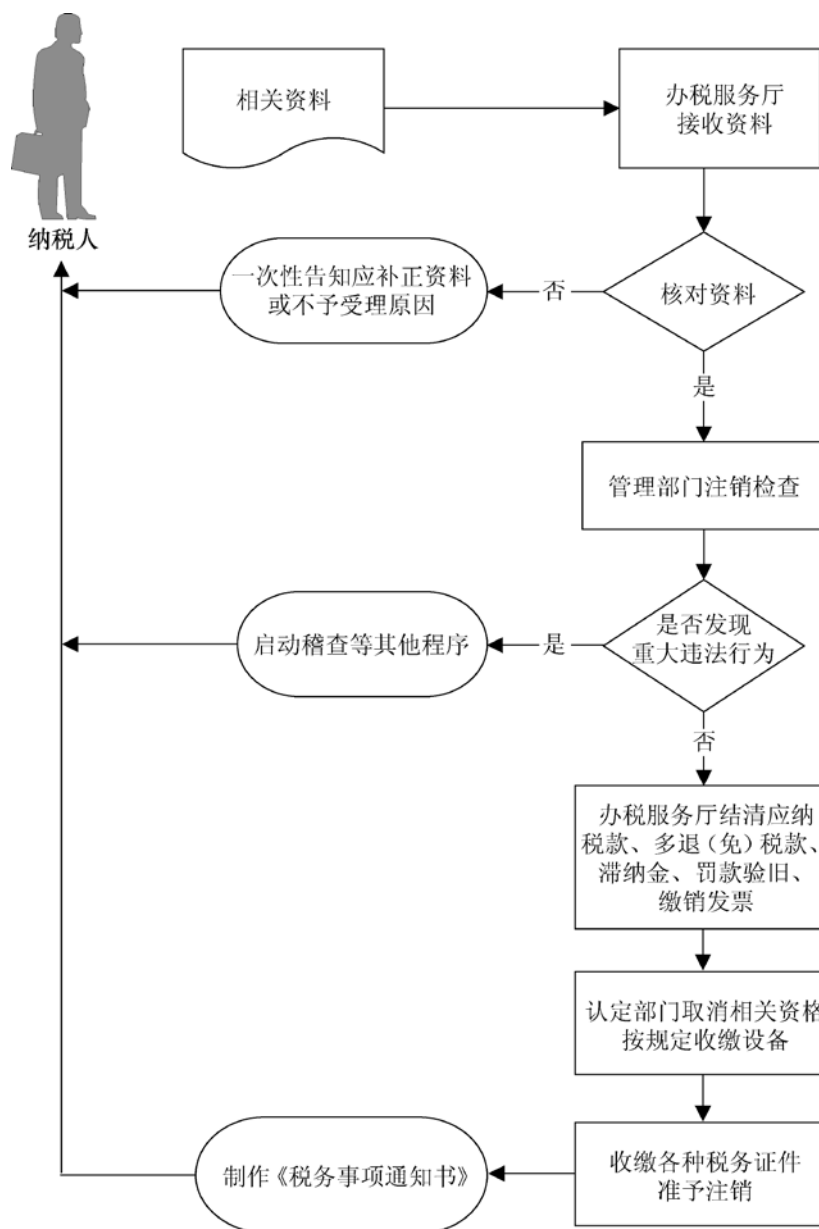 相关资料
办税服务厅
接收资料
纳税人
一次性告知应补正资料
或不予受理原因
否
核对资料
是
管理部门注销检查
启动稽查等其他程序
是
是否发现
重大违法行为
否
办税服务厅结清应纳
税款、多退(免)税款、
滞纳金、罚款验旧、
缴销发票
认定部门取消相关资格
按规定收缴设备
制作《税务事项通知书》
收缴各种税务证件
准予注销